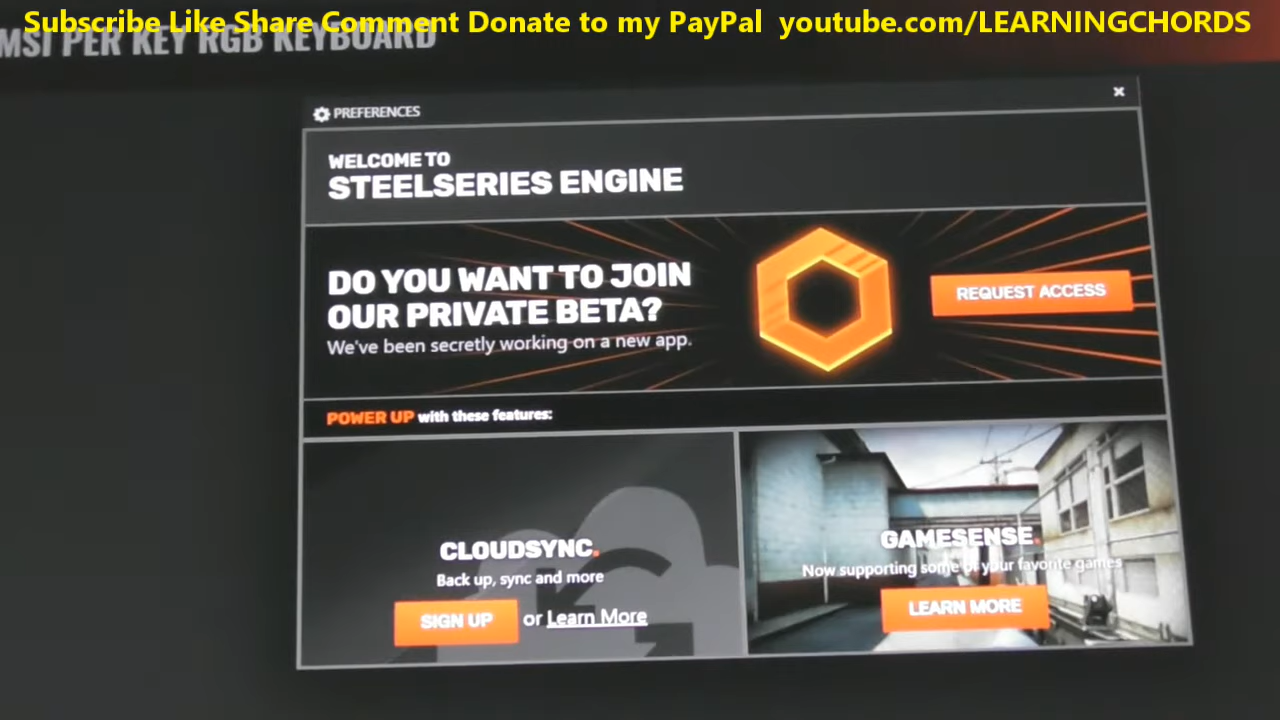 Subscribe Like Share Comment Donate to my PayPal youtube.com/LEARNINGCHORDS
MSI PER KEY RGB KEYBOARD
PREFERENCES
WELCOME TO
STEELSERIES ENGINE
DO YOU WANT TO JOIN
OUR PRIVATE BETA?
We've been secretly working on a new app.
REQUEST ACCESS
POWER UP with these features:
CLOUDSYNC.
Back up, sync and more
SIGN UP or Learn More
GAMESENSE.
Now supporting some of your favorite games
LEARN MORE